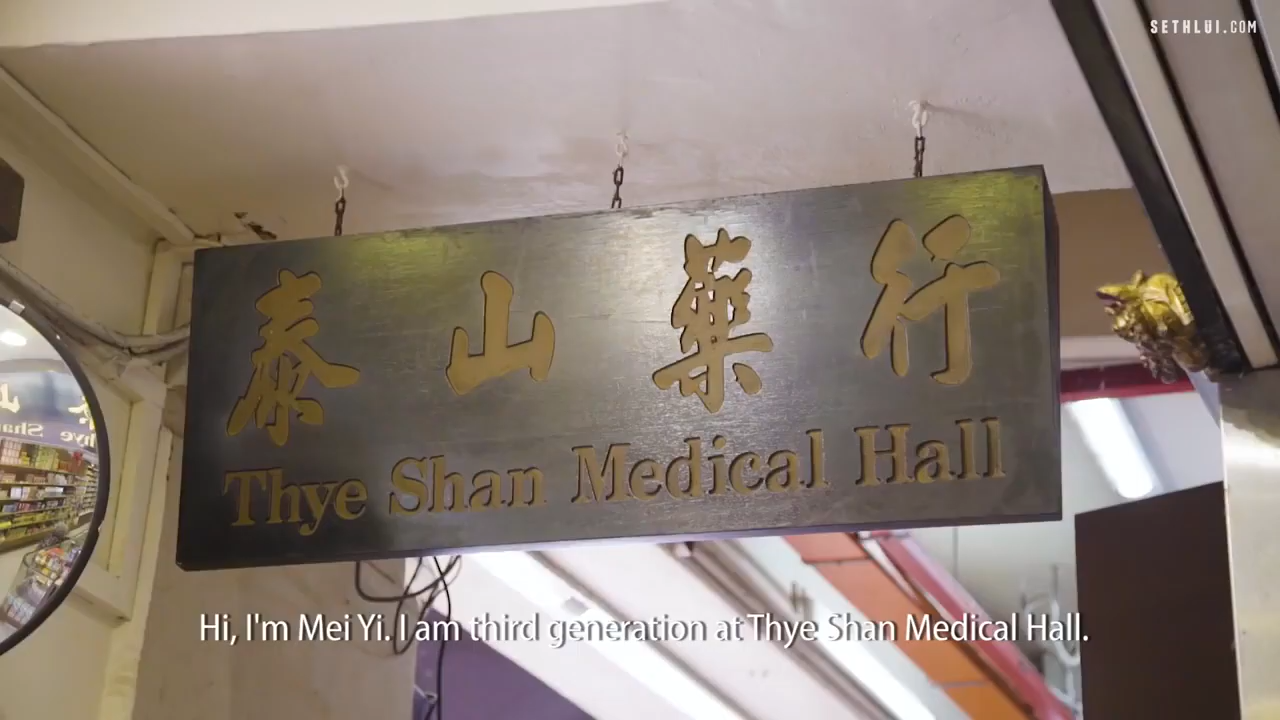 SETHLUI.COM
泰山藥行
Thye Shan Medical Hall
Hi, I'm Mei Yi. I am third generation at Thye Shan Medical Hall.